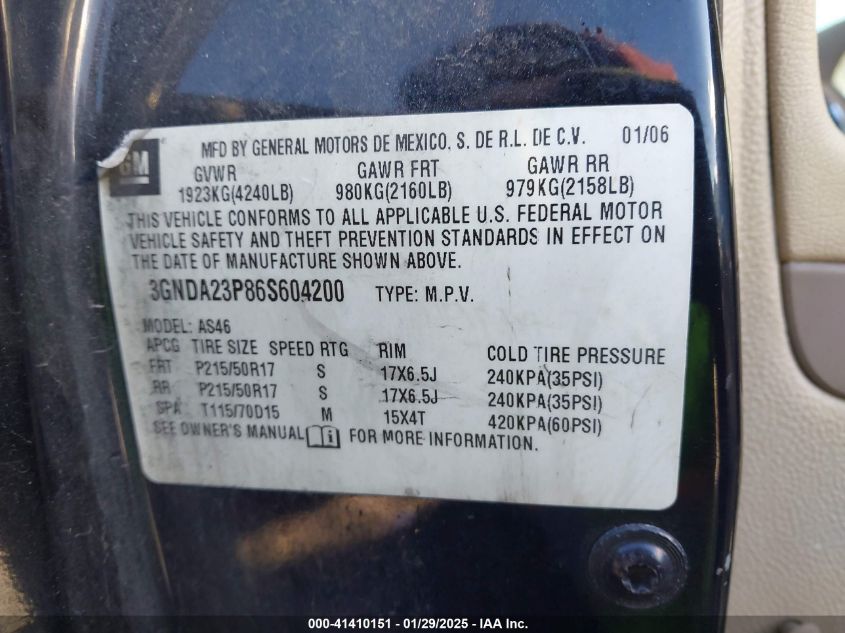 GM
MFD BY GENERAL MOTORS DE MEXICO. S. DE R.L. DE C.V. 01/06
GVWR GAWR FRT GAWR RR
1923KG(4240LB) 980KG(2160LB) 979KG(2158LB)
THIS VEHICLE CONFORMS TO ALL APPLICABLE U.S. FEDERAL MOTOR
VEHICLE SAFETY AND THEFT PREVENTION STANDARDS IN EFFECT ON
THE DATE OF MANUFACTURE SHOWN ABOVE.
3GNDA23P86S604200 TYPE: M.P.V.
MODEL: AS46
APCG TIRE SIZE SPEED RTG RIM COLD TIRE PRESSURE
FRT P215/50R17 S 17X6.5J 240KPA(35PSI)
RR P215/50R17 S 17X6.5J 240KPA(35PSI)
SPA T115/70D15 M 15X4T 420KPA(60PSI)
SEE OWNER'S MANUAL i FOR MORE INFORMATION.
000-41410151 - 01/29/2025 - IAA Inc.